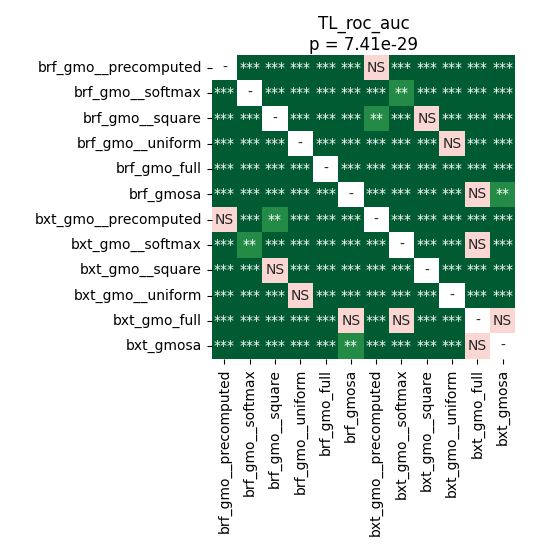 TL_roc_auc
p = 7.41e-29
brf_gmo__precomputed - *** *** *** *** *** NS *** *** *** *** ***
brf_gmo__softmax *** - *** *** *** *** *** ** *** *** *** ***
brf_gmo__square *** *** - *** *** *** ** *** NS *** *** ***
brf_gmo__uniform *** *** *** - *** *** *** *** *** NS *** ***
brf_gmo_full *** *** *** *** - *** *** *** *** *** *** ***
brf_gmosa *** *** *** *** *** - *** *** *** *** NS **
bxt_gmo__precomputed NS *** ** *** *** *** - *** *** *** *** ***
bxt_gmo__softmax *** ** *** *** *** *** *** - *** *** NS ***
bxt_gmo__square *** *** NS *** *** *** *** *** - *** *** ***
bxt_gmo__uniform *** *** *** NS *** *** *** *** *** - *** ***
bxt_gmo_full *** *** *** *** *** NS *** NS *** *** - NS
bxt_gmosa *** *** *** *** *** ** *** *** *** *** NS -
brf_gmo__precomputed
brf_gmo__softmax
brf_gmo__square
brf_gmo__uniform
brf_gmo_full
brf_gmosa
bxt_gmo__precomputed
bxt_gmo__softmax
bxt_gmo__square
bxt_gmo__uniform
bxt_gmo_full
bxt_gmosa